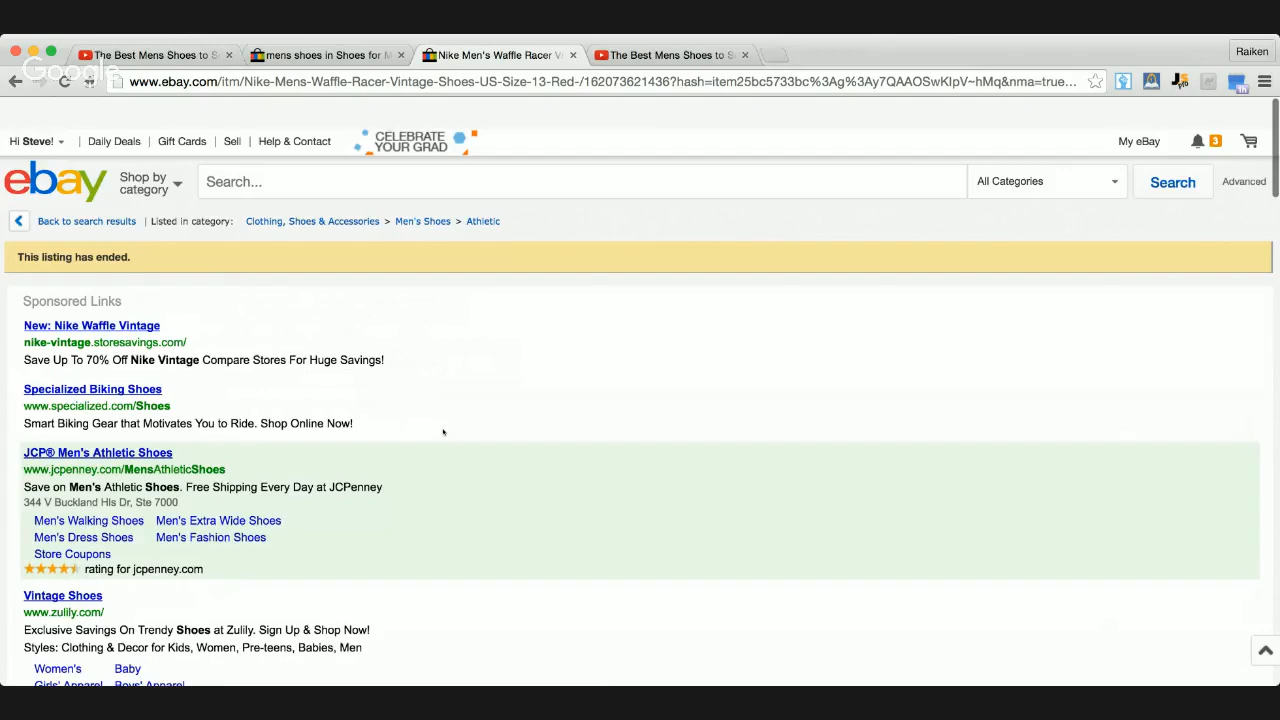 The Best Mens Shoes to S
mens shoes in Shoes for M
Nike Men's Waffle Racer V
The Best Mens Shoes to S
Raiken
Google
www.ebay.com/itm/Nike-Mens-Waffle-Racer-Vintage-Shoes-US-Size-13-Red-/162073621436?hash=item25bc5733bc%3Ag%3Ay7QAAOSwKlpV~hMq&nma=true...
Hi Steve! | Daily Deals | Gift Cards | Sell | Help & Contact
CELEBRATE
YOUR GRAD
My eBay 3
ebay
Shop by
category
Search...
All Categories
Search
Advanced
Back to search results | Listed in category: Clothing, Shoes & Accessories > Men's Shoes > Athletic
This listing has ended.
Sponsored Links
New: Nike Waffle Vintage
nike-vintage.storesavings.com/
Save Up To 70% Off Nike Vintage Compare Stores For Huge Savings!
Specialized Biking Shoes
www.specialized.com/Shoes
Smart Biking Gear that Motivates You to Ride. Shop Online Now!
JCP® Men's Athletic Shoes
www.jcpenney.com/MensAthleticShoes
Save on Men's Athletic Shoes. Free Shipping Every Day at JCPenney
344 V Buckland Hls Dr, Ste 7000
Men's Walking Shoes Men's Extra Wide Shoes
Men's Dress Shoes Men's Fashion Shoes
Store Coupons
rating for jcpenney.com
Vintage Shoes
www.zulily.com/
Exclusive Savings On Trendy Shoes at Zulily. Sign Up & Shop Now!
Styles: Clothing & Decor for Kids, Women, Pre-teens, Babies, Men
Women's Baby
Girls' Apparel Boys' Apparel